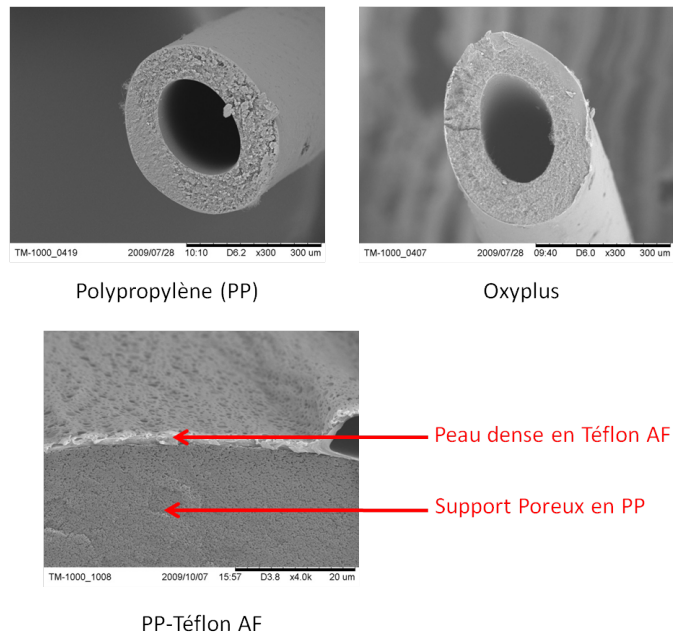 TM-1000_0419 2009/07/28 10:10 D6.2 x300 300 um
TM-1000_0407 2009/07/28 09:40 D6.0 x300 300 um
Polypropylène (PP)
Oxyplus
Peau dense en Téflon AF
Support Poreux en PP
TM-1000_1008 2009/10/07 15:57 D3.8 x4.0k 20 um
PP-Téflon AF